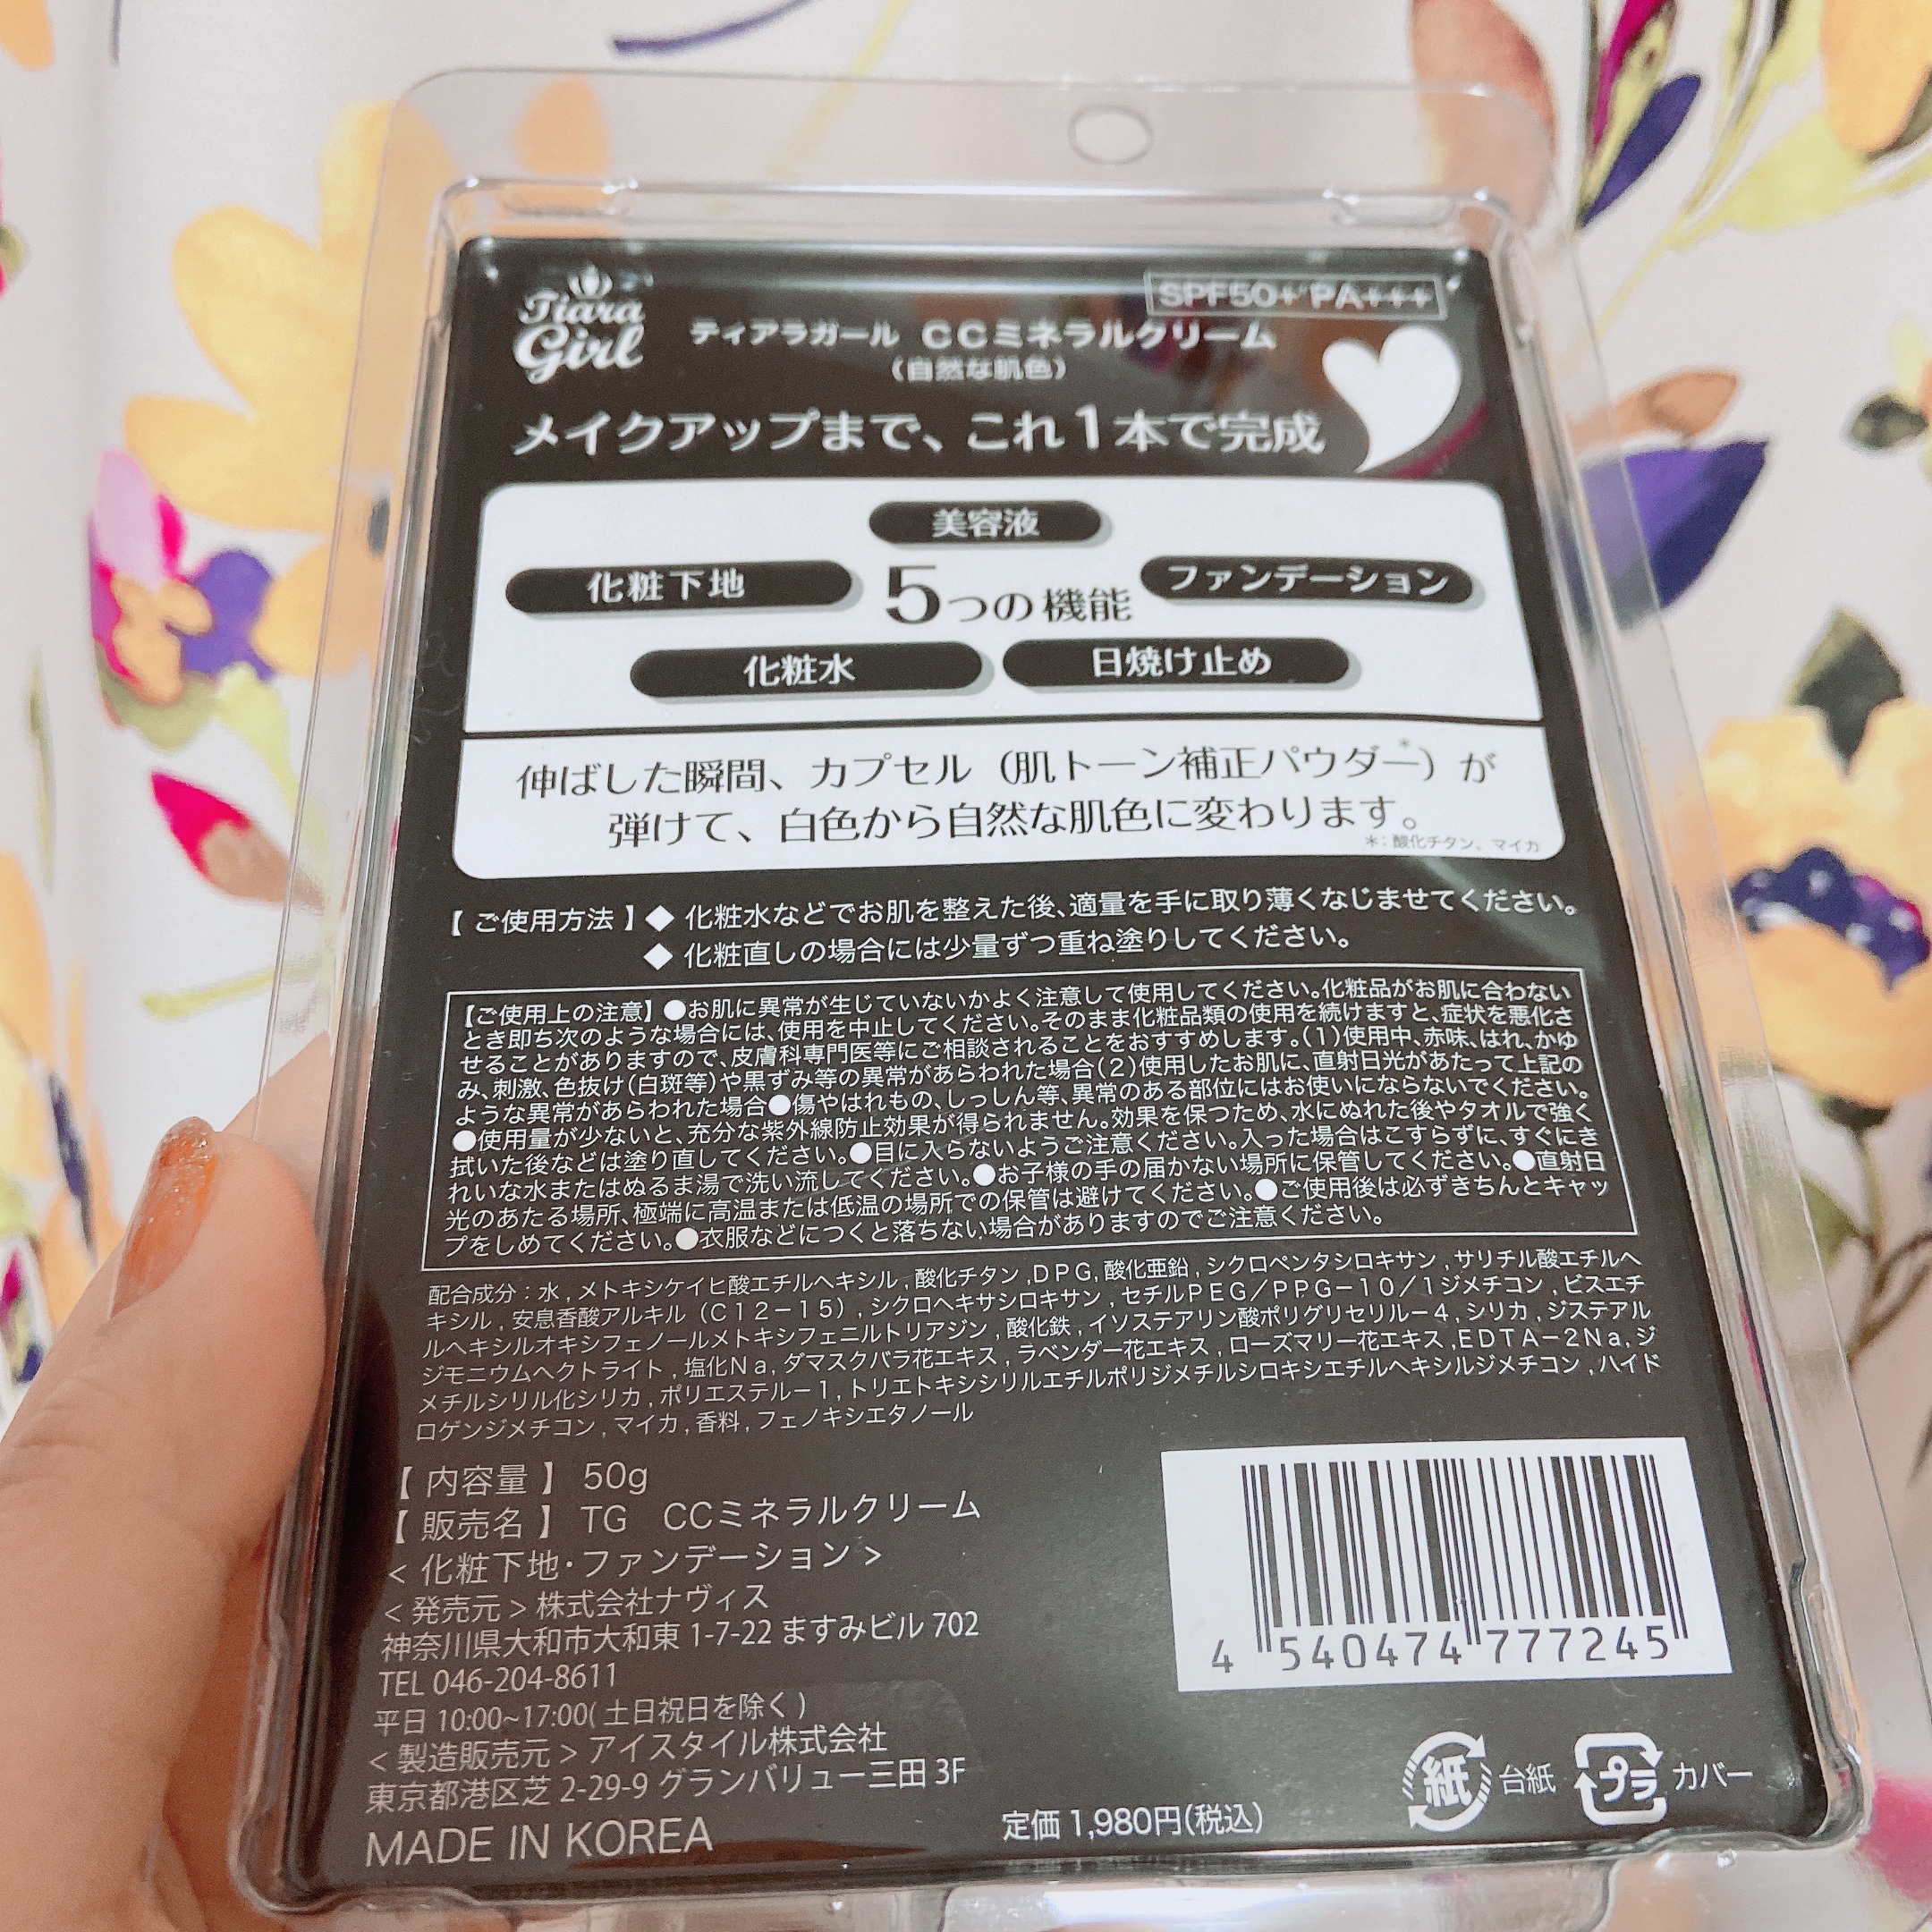 Tiara
Girl
SPF50+ PA+++
ティアラガール CCミネラルクリーム
(自然な肌色)
メイクアップまで、これ1本で完成
美容液
化粧下地 5つの機能 ファンデーション
化粧水 日焼け止め
伸ばした瞬間、カプセル(肌トーン補正パウダー*)が
弾けて、白色から自然な肌色に変わります。
*:酸化チタン、マイカ
【ご使用方法】◆ 化粧水などでお肌を整えた後、適量を手に取り薄くなじませてください。
◆ 化粧直しの場合には少量ずつ重ね塗りしてください。
【ご使用上の注意】●お肌に異常が生じていないかよく注意して使用してください。化粧品がお肌に合わない
とき即ち次のような場合には、使用を中止してください。そのまま化粧品類の使用を続けますと、症状を悪化さ
せることがありますので、皮膚科専門医等にご相談されることをおすすめします。(1)使用中、赤味、はれ、かゆ
み、刺激、色抜け(白斑等)や黒ずみ等の異常があらわれた場合(2)使用したお肌に、直射日光があたって上記の
ような異常があらわれた場合●傷やはれもの、しっしん等、異常のある部位にはお使いにならないでください。
●使用量が少ないと、充分な紫外線防止効果が得られません。効果を保つため、水にぬれた後やタオルで強く
拭いた後などは塗り直してください。●目に入らないようご注意ください。入った場合はこすらずに、すぐにき
れいな水またはぬるま湯で洗い流してください。●お子様の手の届かない場所に保管してください。●直射日
光のあたる場所、極端に高温または低温の場所での保管は避けてください。●ご使用後は必ずきちんとキャッ
プをしめてください。●衣服などにつくと落ちない場合がありますのでご注意ください。
配合成分:水,メトキシケイヒ酸エチルヘキシル,酸化チタン,DPG,酸化亜鉛,シクロペンタシロキサン,サリチル酸エチルヘ
キシル,安息香酸アルキル(C12-15),シクロヘキサシロキサン,セチルPEG/PPG-10/1ジメチコン,ビスエチ
ルヘキシルオキシフェノールメトキシフェニルトリアジン,酸化鉄,イソステアリン酸ポリグリセリル-4,シリカ,ジステアル
ジモニウムヘクトライト,塩化Na,ダマスクバラ花エキス,ラベンダー花エキス,ローズマリー花エキス,EDTA-2Na,ジ
メチルシリル化シリカ,ポリエステル-1,トリエトキシシリルエチルポリジメチルシロキシエチルヘキシルジメチコン,ハイド
ロゲンジメチコン,マイカ,香料,フェノキシエタノール
【 内容量 】 50g
【 販売名 】 TG CCミネラルクリーム
< 化粧下地・ファンデーション >
< 発売元 > 株式会社ナヴィス
神奈川県大和市大和東 1-7-22 ますみビル 702
TEL 046-204-8611
平日 10:00~17:00( 土日祝日を除く )
< 製造販売元 > アイスタイル株式会社
東京都港区芝 2-29-9 グランバリュー三田 3F
MADE IN KOREA
定価 1,980円(税込)
4 540474 777245
紙 台紙 プラ カバー